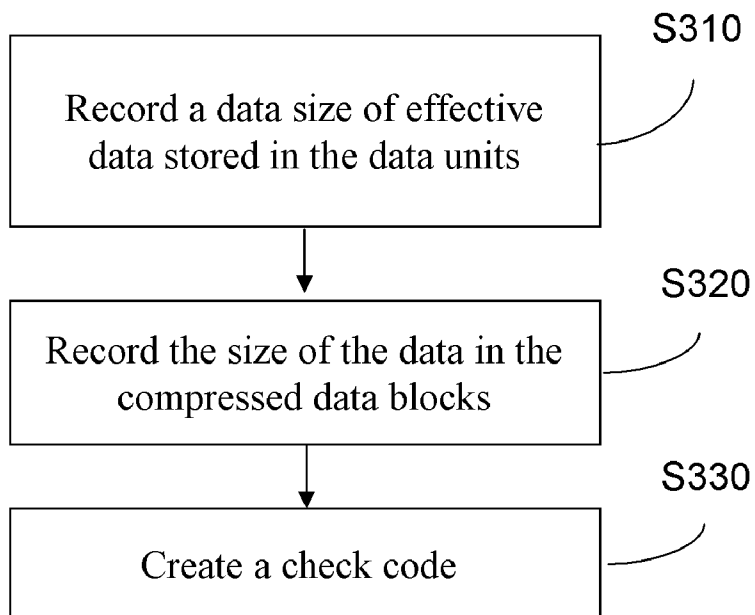 S310
Record a data size of effective
data stored in the data units
S320
Record the size of the data in the
compressed data blocks
S330
Create a check code